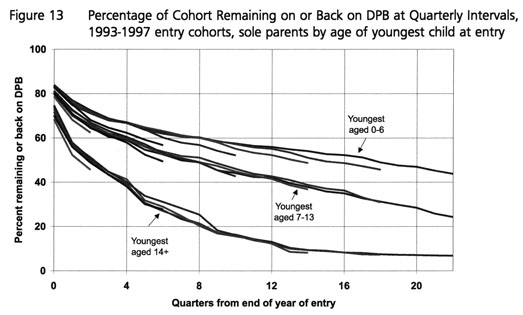 Figure 13 Percentage of Cohort Remaining on or Back on DPB at Quarterly Intervals,
1993-1997 entry cohorts, sole parents by age of youngest child at entry
100
80
60
40
20
0
Percent remaining or back on DPB
Youngest
aged 0-6
Youngest
aged 7-13
Youngest
aged 14+
0 4 8 12 16 20
Quarters from end of year of entry